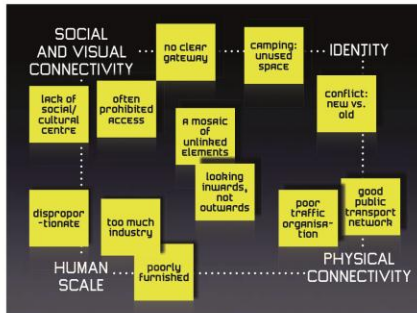 SOCIAL
AND VISUAL
CONNECTIVITY
no clear
gateway
camping:
unused
space
IDENTITY
lack of
social/
cultural
centre
often
prohibited
access
a mosaic
of
unlinked
elements
conflict:
new vs.
old
looking
inwards,
not
outwards
dispropor
-tionate
too much
industry
poorly
furnished
poor
traffic
organisa-
tion
good
public
transport
network
HUMAN
SCALE
PHYSICAL
CONNECTIVITY